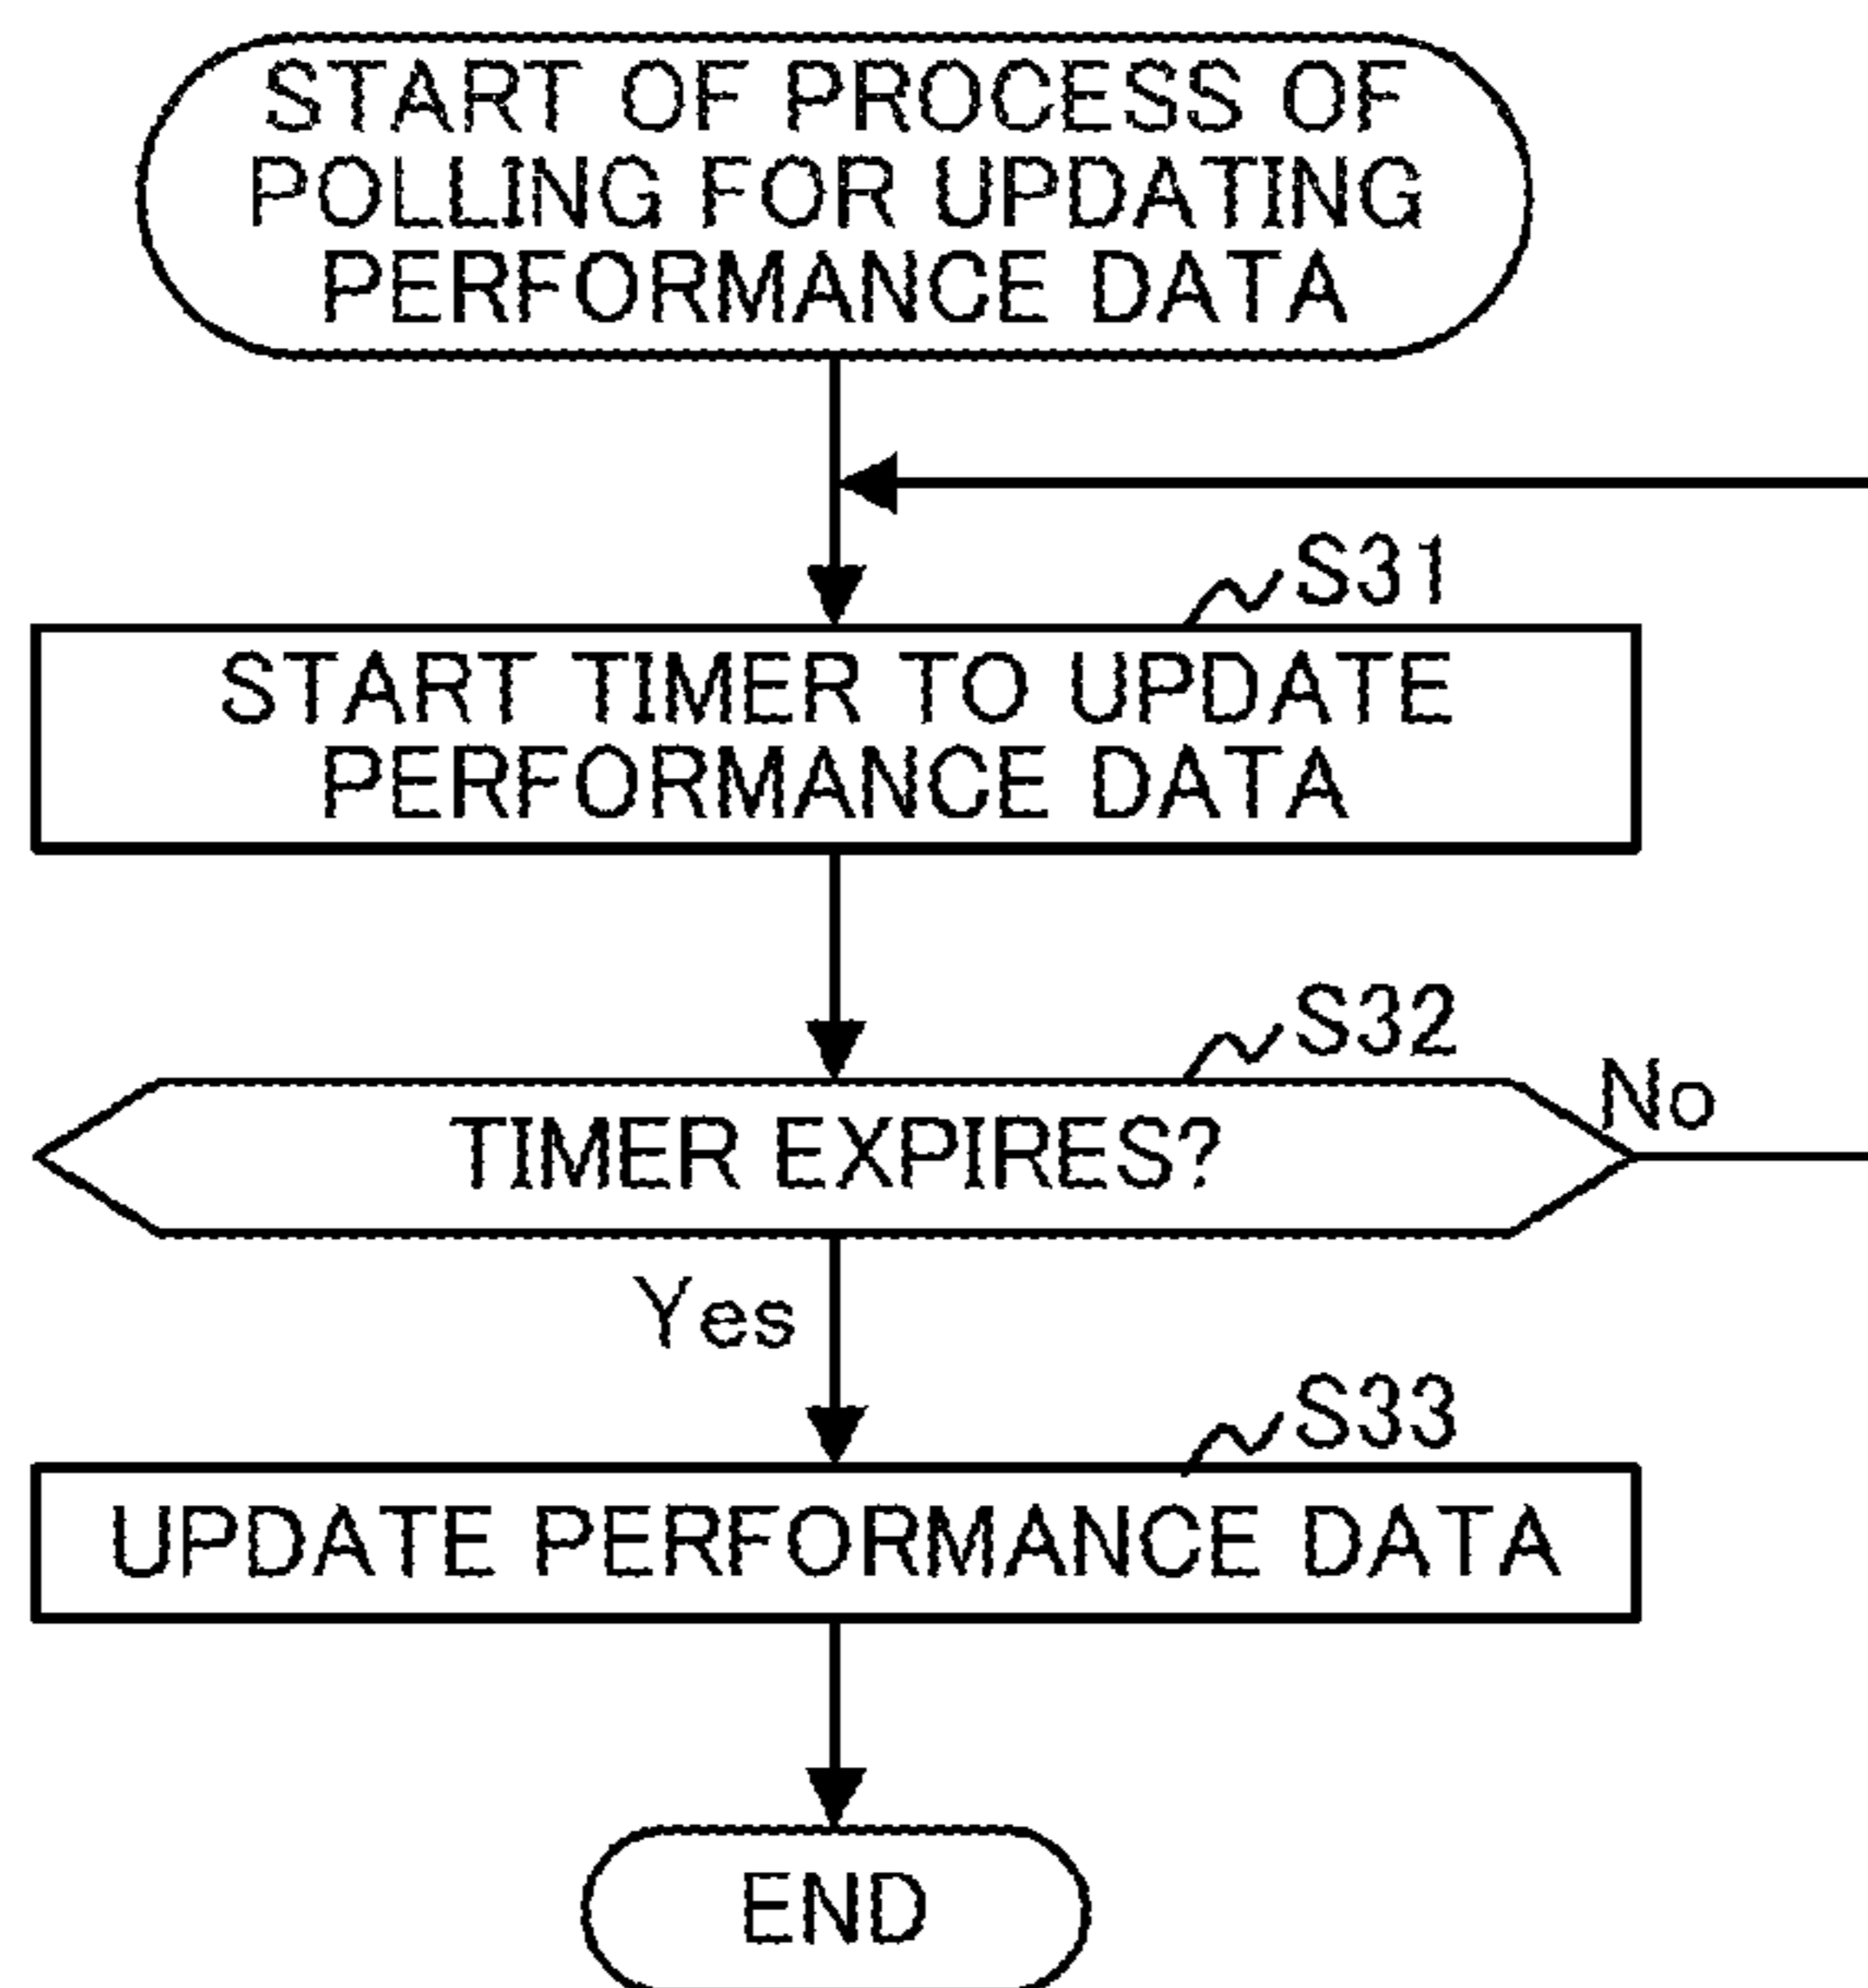 START OF PROCESS OF
POLLING FOR UPDATING
PERFORMANCE DATA
S31
START TIMER TO UPDATE
PERFORMANCE DATA
S32
No
TIMER EXPIRES?
Yes
S33
UPDATE PERFORMANCE DATA
END